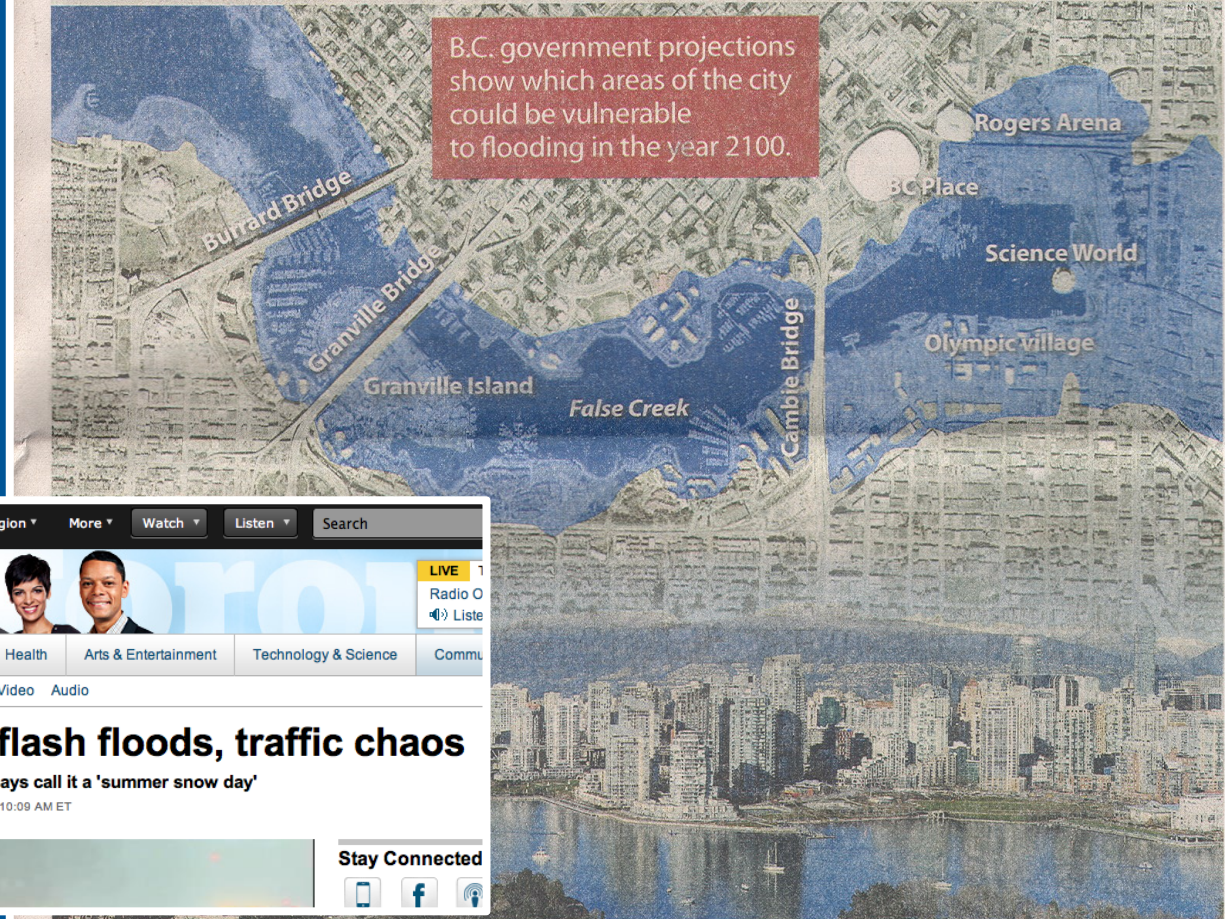 B.C. government projections
show which areas of the city
could be vulnerable
to flooding in the year 2100.
Rogers Arena
BC Place
Burrard Bridge
Science World
Granville Bridge
Cambie Bridge
Olympic village
Granville Island
False Creek
gion More Watch Listen Search
oro
LIVE T
Radio O
Liste
Health Arts & Entertainment Technology & Science Commu
Video Audio
flash floods, traffic chaos
ays call it a 'summer snow day'
10:09 AM ET
Stay Connected